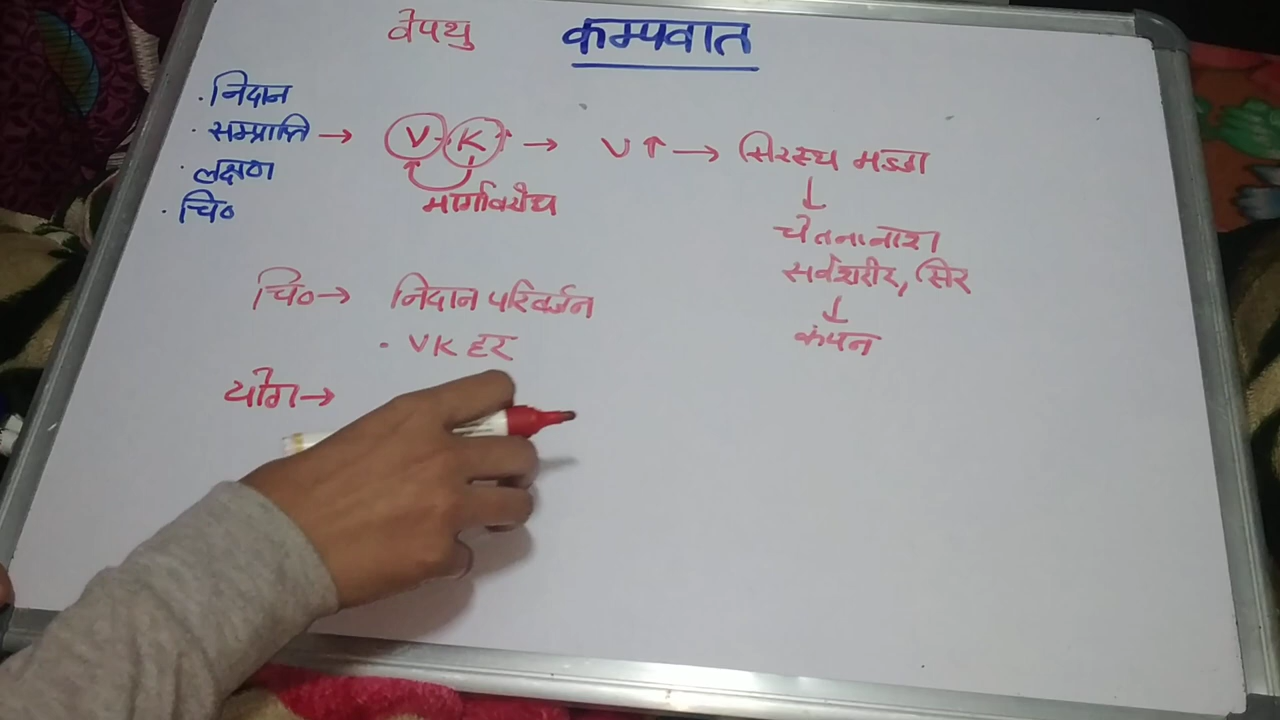 वेपथु कम्पवात
· निदान
· सम्प्राप्ति → V K → V↑ → सिरस्थ मज्जा
· लक्षण
मार्गावरोध
· चि०
↓
चेतनानाश
सर्वशरीर, सिर
↓
कंपन
चि० → निदान परिवर्जन
· VK हर
योग →